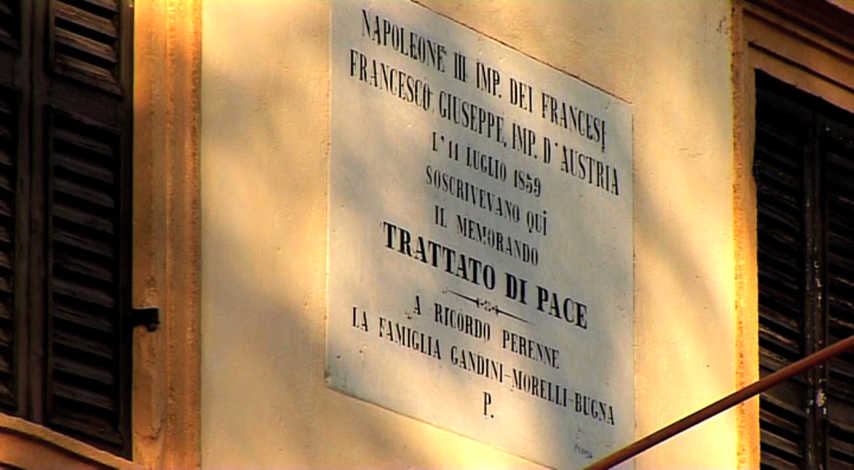 NAPOLEONE III IMP. DEI FRANCESI
FRANCESCO GIUSEPPE, IMP. D'AUSTRIA
L'11 LUGLIO 1859
SOSCRIVEVANO QUÌ
IL MEMORANDO
TRATTATO DI PACE
A RICORDO PERENNE
LA FAMIGLIA GANDINI-MORELLI-BUGNA
P.